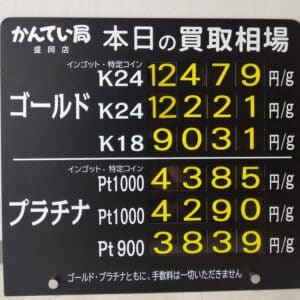 かんてい局
盛岡店
本日の買取相場
インゴット・特定コイン
K24 12479 円/g
ゴールド K24 12221 円/g
K18 9031 円/g
インゴット・特定コイン
Pt1000 4385 円/g
プラチナ Pt1000 4290 円/g
Pt900 3839 円/g
ゴールド・プラチナともに、手数料は一切いただきません